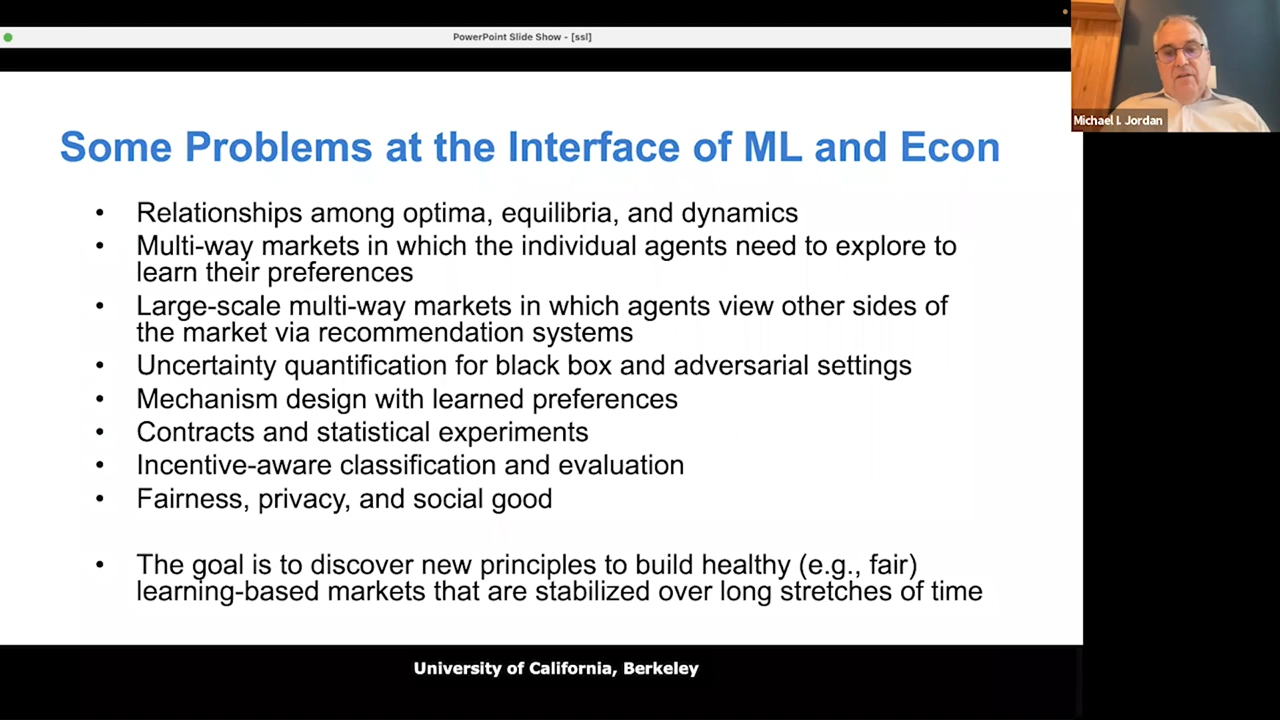 PowerPoint Slide Show - [ssl]
Michael I. Jordan
Some Problems at the Interface of ML and Econ
• Relationships among optima, equilibria, and dynamics
• Multi-way markets in which the individual agents need to explore to
learn their preferences
• Large-scale multi-way markets in which agents view other sides of
the market via recommendation systems
• Uncertainty quantification for black box and adversarial settings
• Mechanism design with learned preferences
• Contracts and statistical experiments
• Incentive-aware classification and evaluation
• Fairness, privacy, and social good
• The goal is to discover new principles to build healthy (e.g., fair)
learning-based markets that are stabilized over long stretches of time
University of California, Berkeley